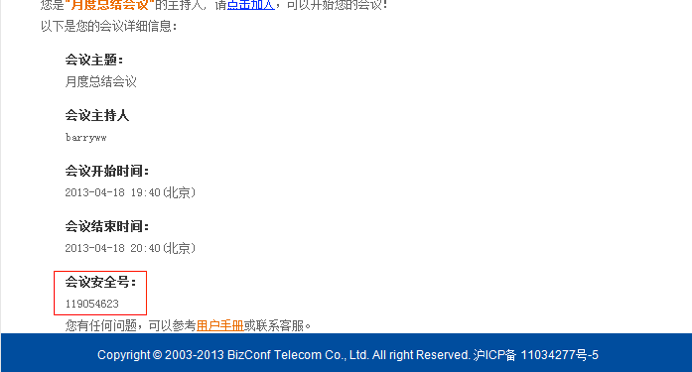 您是"月度总结会议"的主持人, 请点击加入，可以开始您的会议!
以下是您的会议详细信息：
会议主题：
月度总结会议
会议主持人
barryww
会议开始时间：
2013-04-18 19:40(北京)
会议结束时间：
2013-04-18 20:40(北京)
会议安全号：
119054623
您有任何问题，可以参考用户手册或联系客服。
Copyright © 2003-2013 BizConf Telecom Co., Ltd. All right Reserved. 沪ICP备 11034277号-5